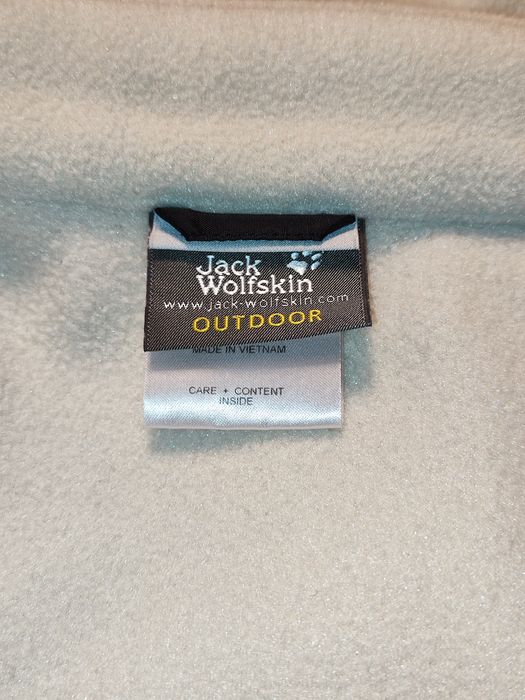 Jack
Wolfskin
www.jack-wolfskin.com
OUTDOOR
MADE IN VIETNAM
CARE + CONTENT
INSIDE